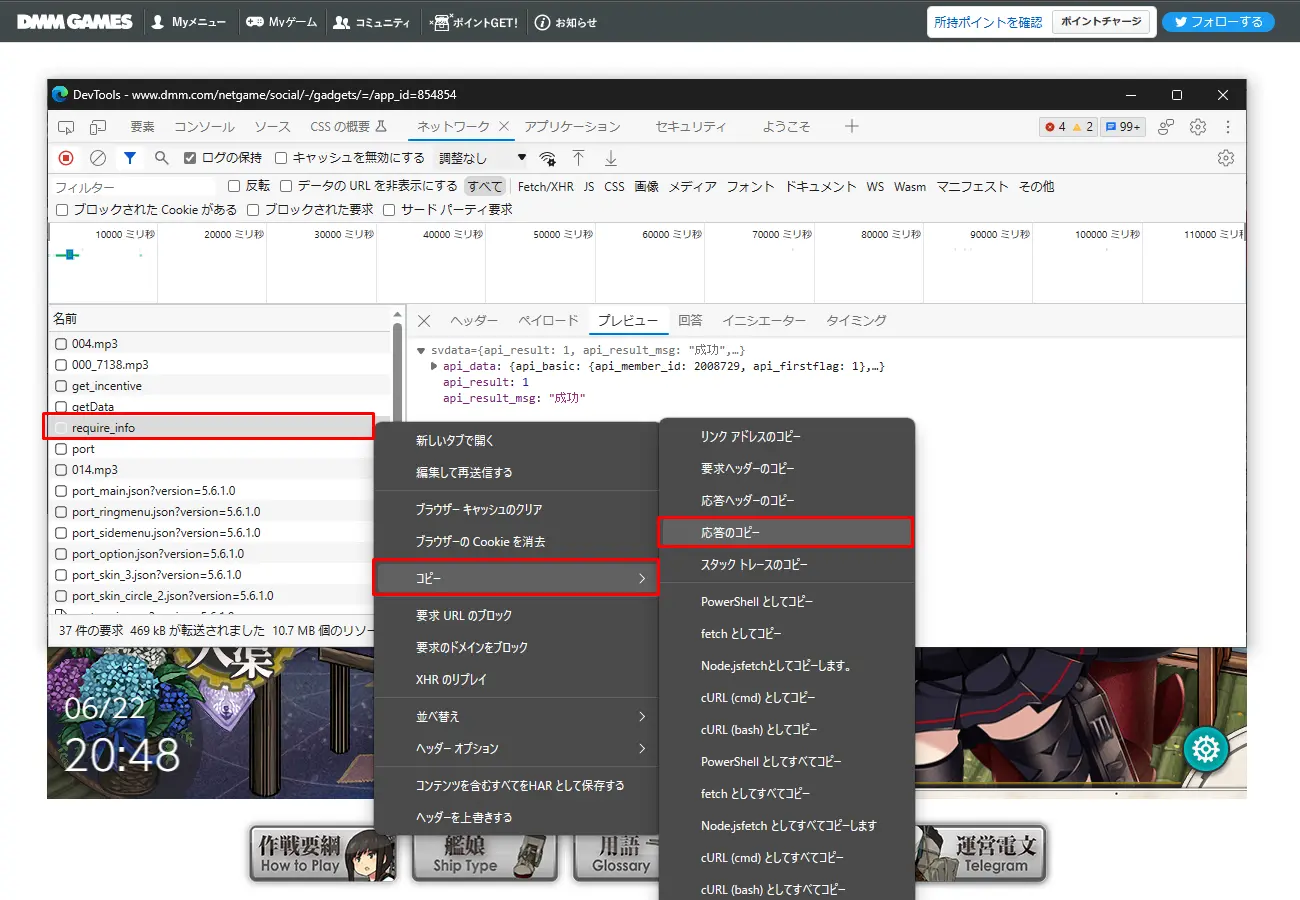 DMM GAMES Myメニュー Myゲーム コミュニティ ポイントGET! お知らせ 所持ポイントを確認 ポイントチャージ フォローする
DevTools - www.dmm.com/netgame/social/-/gadgets/=/app_id=854854
要素 コンソール ソース CSS の概要 ネットワーク アプリケーション セキュリティ ようこそ 4 2 99+
ログの保持 キャッシュを無効にする 調整なし
フィルター 反転 データの URL を非表示にする すべて Fetch/XHR JS CSS 画像 メディア フォント ドキュメント WS Wasm マニフェスト その他
ブロックされた Cookie がある ブロックされた要求 サード パーティ要求
10000 ミリ秒 20000 ミリ秒 30000 ミリ秒 40000 ミリ秒 50000 ミリ秒 60000 ミリ秒 70000 ミリ秒 80000 ミリ秒 90000 ミリ秒 100000 ミリ秒 110000 ミリ
名前
004.mp3
000_7138.mp3
get_incentive
getData
require_info
port
014.mp3
port_main.json?version=5.6.1.0
port_ringmenu.json?version=5.6.1.0
port_sidemenu.json?version=5.6.1.0
port_option.json?version=5.6.1.0
port_skin_3.json?version=5.6.1.0
port_skin_circle_2.json?version=5.6.1.0
37 件の要求 469 kB が転送されました 10.7 MB 個のリソー
ヘッダー ペイロード プレビュー 回答 イニシエーター タイミング
svdata={api_result: 1, api_result_msg: "成功",…}
api_data: {api_basic: {api_member_id: 2008729, api_firstflag: 1},…}
api_result: 1
api_result_msg: "成功"
新しいタブで開く
編集して再送信する
ブラウザー キャッシュのクリア
ブラウザーの Cookie を消去
コピー
要求 URL のブロック
要求のドメインをブロック
XHR のリプレイ
並べ替え
ヘッダー オプション
コンテンツを含むすべてをHAR として保存する
ヘッダーを上書きする
リンク アドレスのコピー
要求ヘッダーのコピー
応答ヘッダーのコピー
応答のコピー
スタック トレースのコピー
PowerShell としてコピー
fetch としてコピー
Node.jsfetchとしてコピーします。
cURL (cmd) としてコピー
cURL (bash) としてコピー
PowerShell としてすべてコピー
fetch としてすべてコピー
Node.jsfetch としてすべてコピーします
cURL (cmd) としてすべてコピー
cURL (bash) としてすべてコピー
06/22
20:48
作戦要綱
How to Play
艦娘
Ship Type
用語
Glossary
運営電文
Telegram